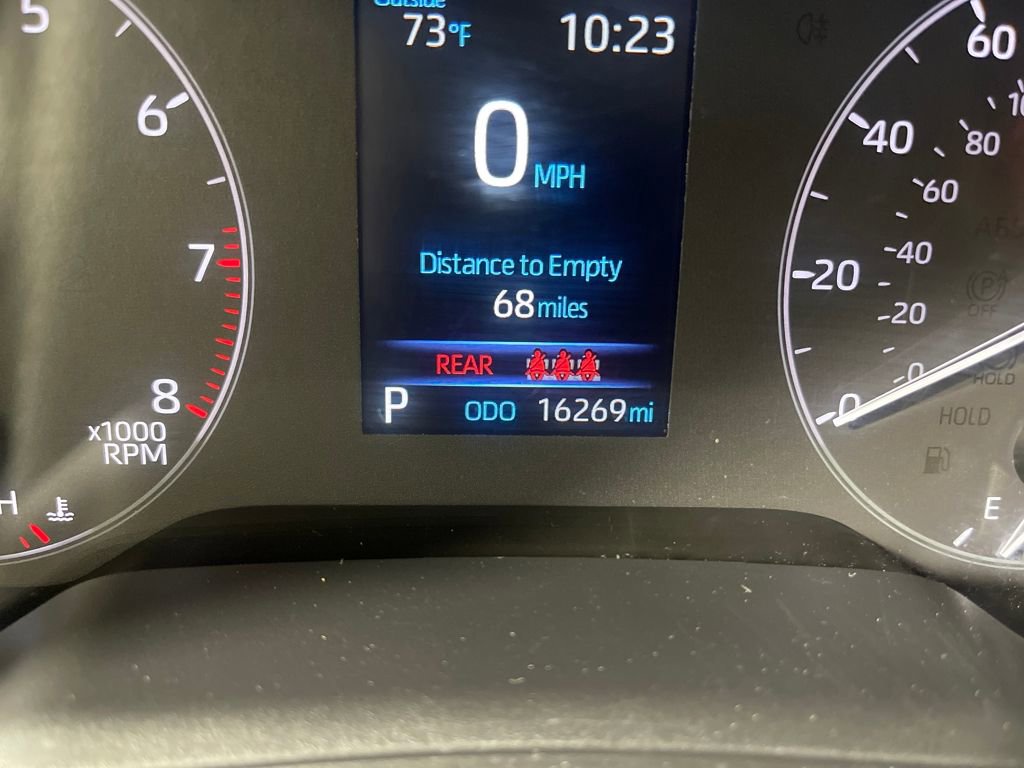 Outside
73°F 10:23
0 MPH
Distance to Empty
68 miles
REAR
P ODO 16269 mi
5
6
7
8
x1000
RPM
H
60
40
20
0
80
60
40
20
0
ABS
P
OFF
HOLD
HOLD
E